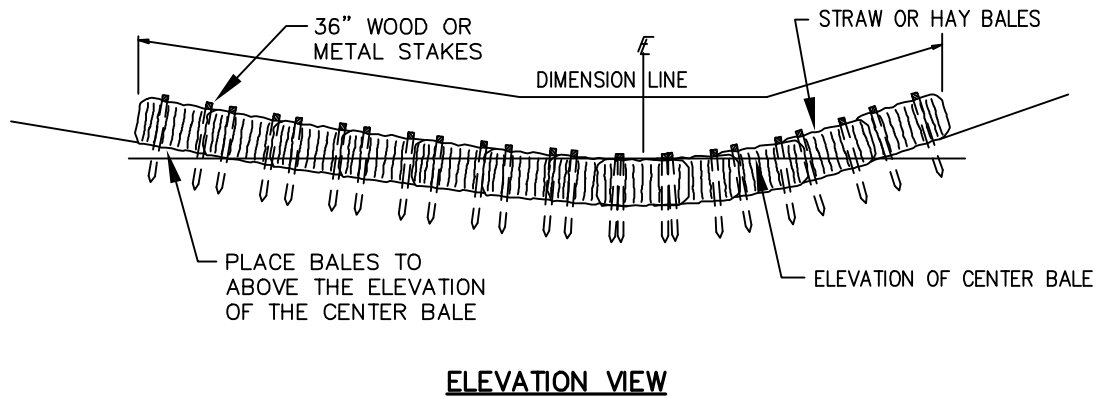 36" WOOD OR
METAL STAKES
STRAW OR HAY BALES
DIMENSION LINE
PLACE BALES TO
ABOVE THE ELEVATION
OF THE CENTER BALE
ELEVATION OF CENTER BALE
ELEVATION VIEW